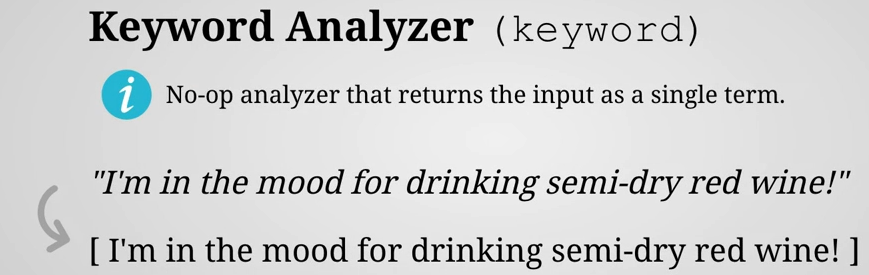 Keyword Analyzer (keyword)
i No-op analyzer that returns the input as a single term.
"I'm in the mood for drinking semi-dry red wine!"
[ I'm in the mood for drinking semi-dry red wine! ]